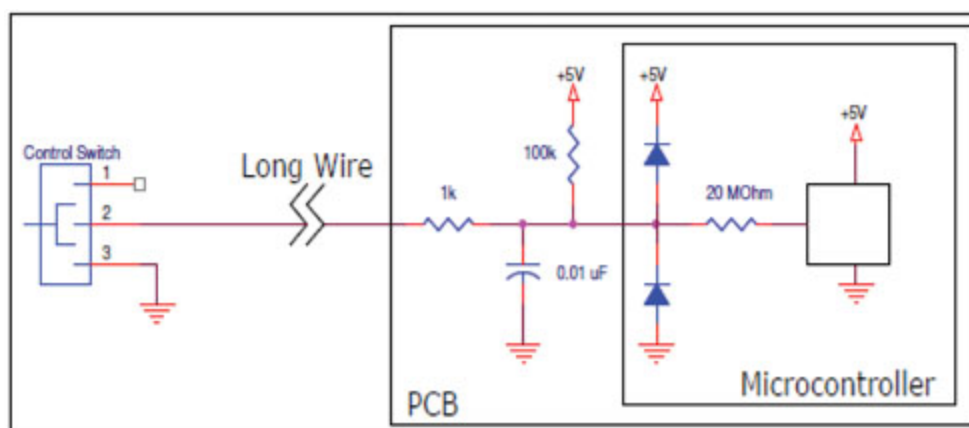 +5V
+5V
+5V
Control Switch
1
Long Wire
100k
2
1k
20 MOhm
3
0.01 uF
Microcontroller
PCB